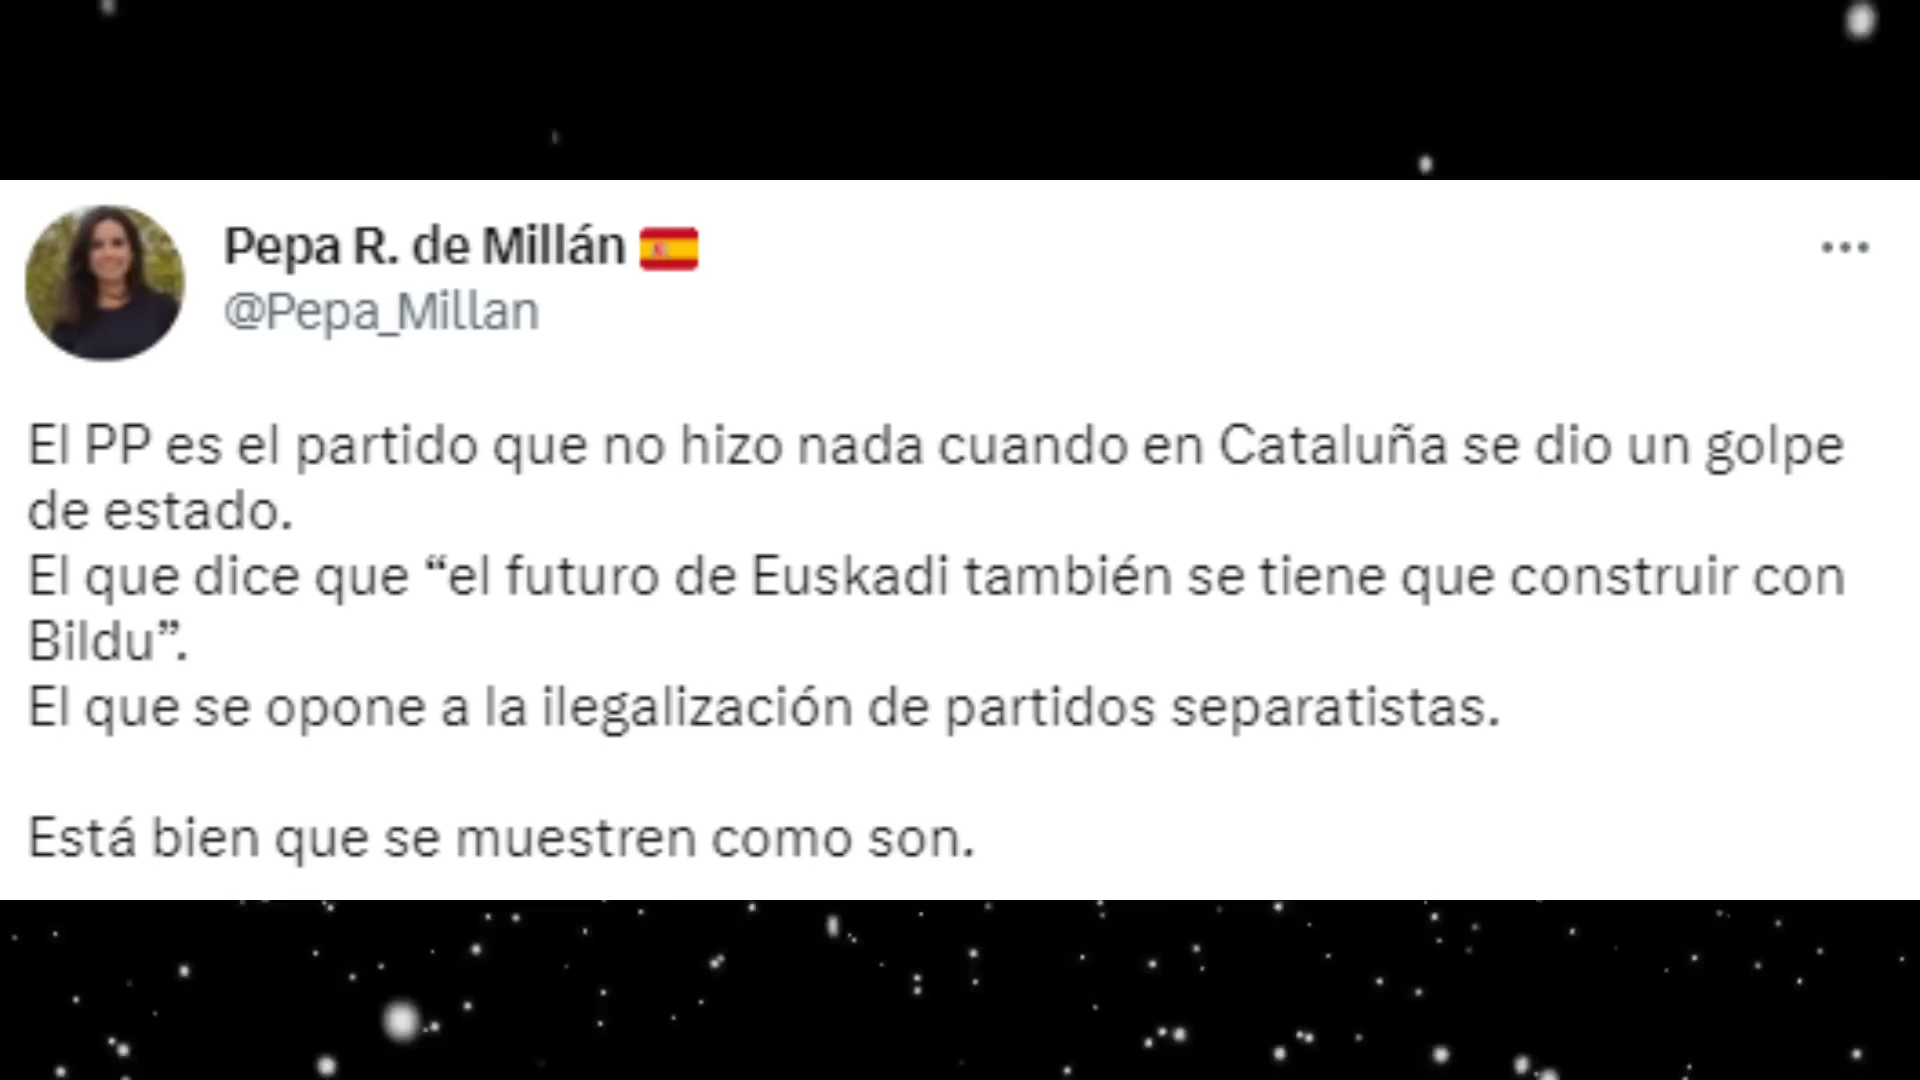 Pepa R. de Millán 🇪🇸
@Pepa_Millan
El PP es el partido que no hizo nada cuando en Cataluña se dio un golpe
de estado.
El que dice que “el futuro de Euskadi también se tiene que construir con
Bildu”.
El que se opone a la ilegalización de partidos separatistas.
Está bien que se muestren como son.